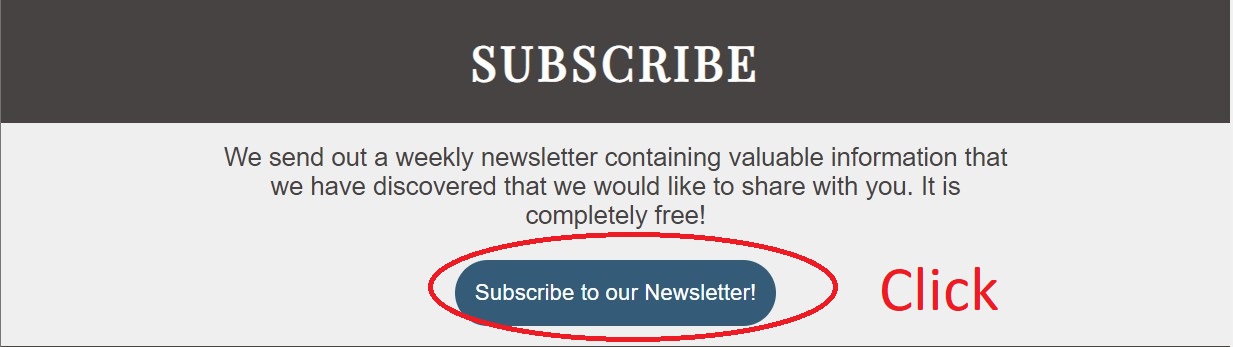 SUBSCRIBE
We send out a weekly newsletter containing valuable information that
we have discovered that we would like to share with you. It is
completely free!
Subscribe to our Newsletter!
Click